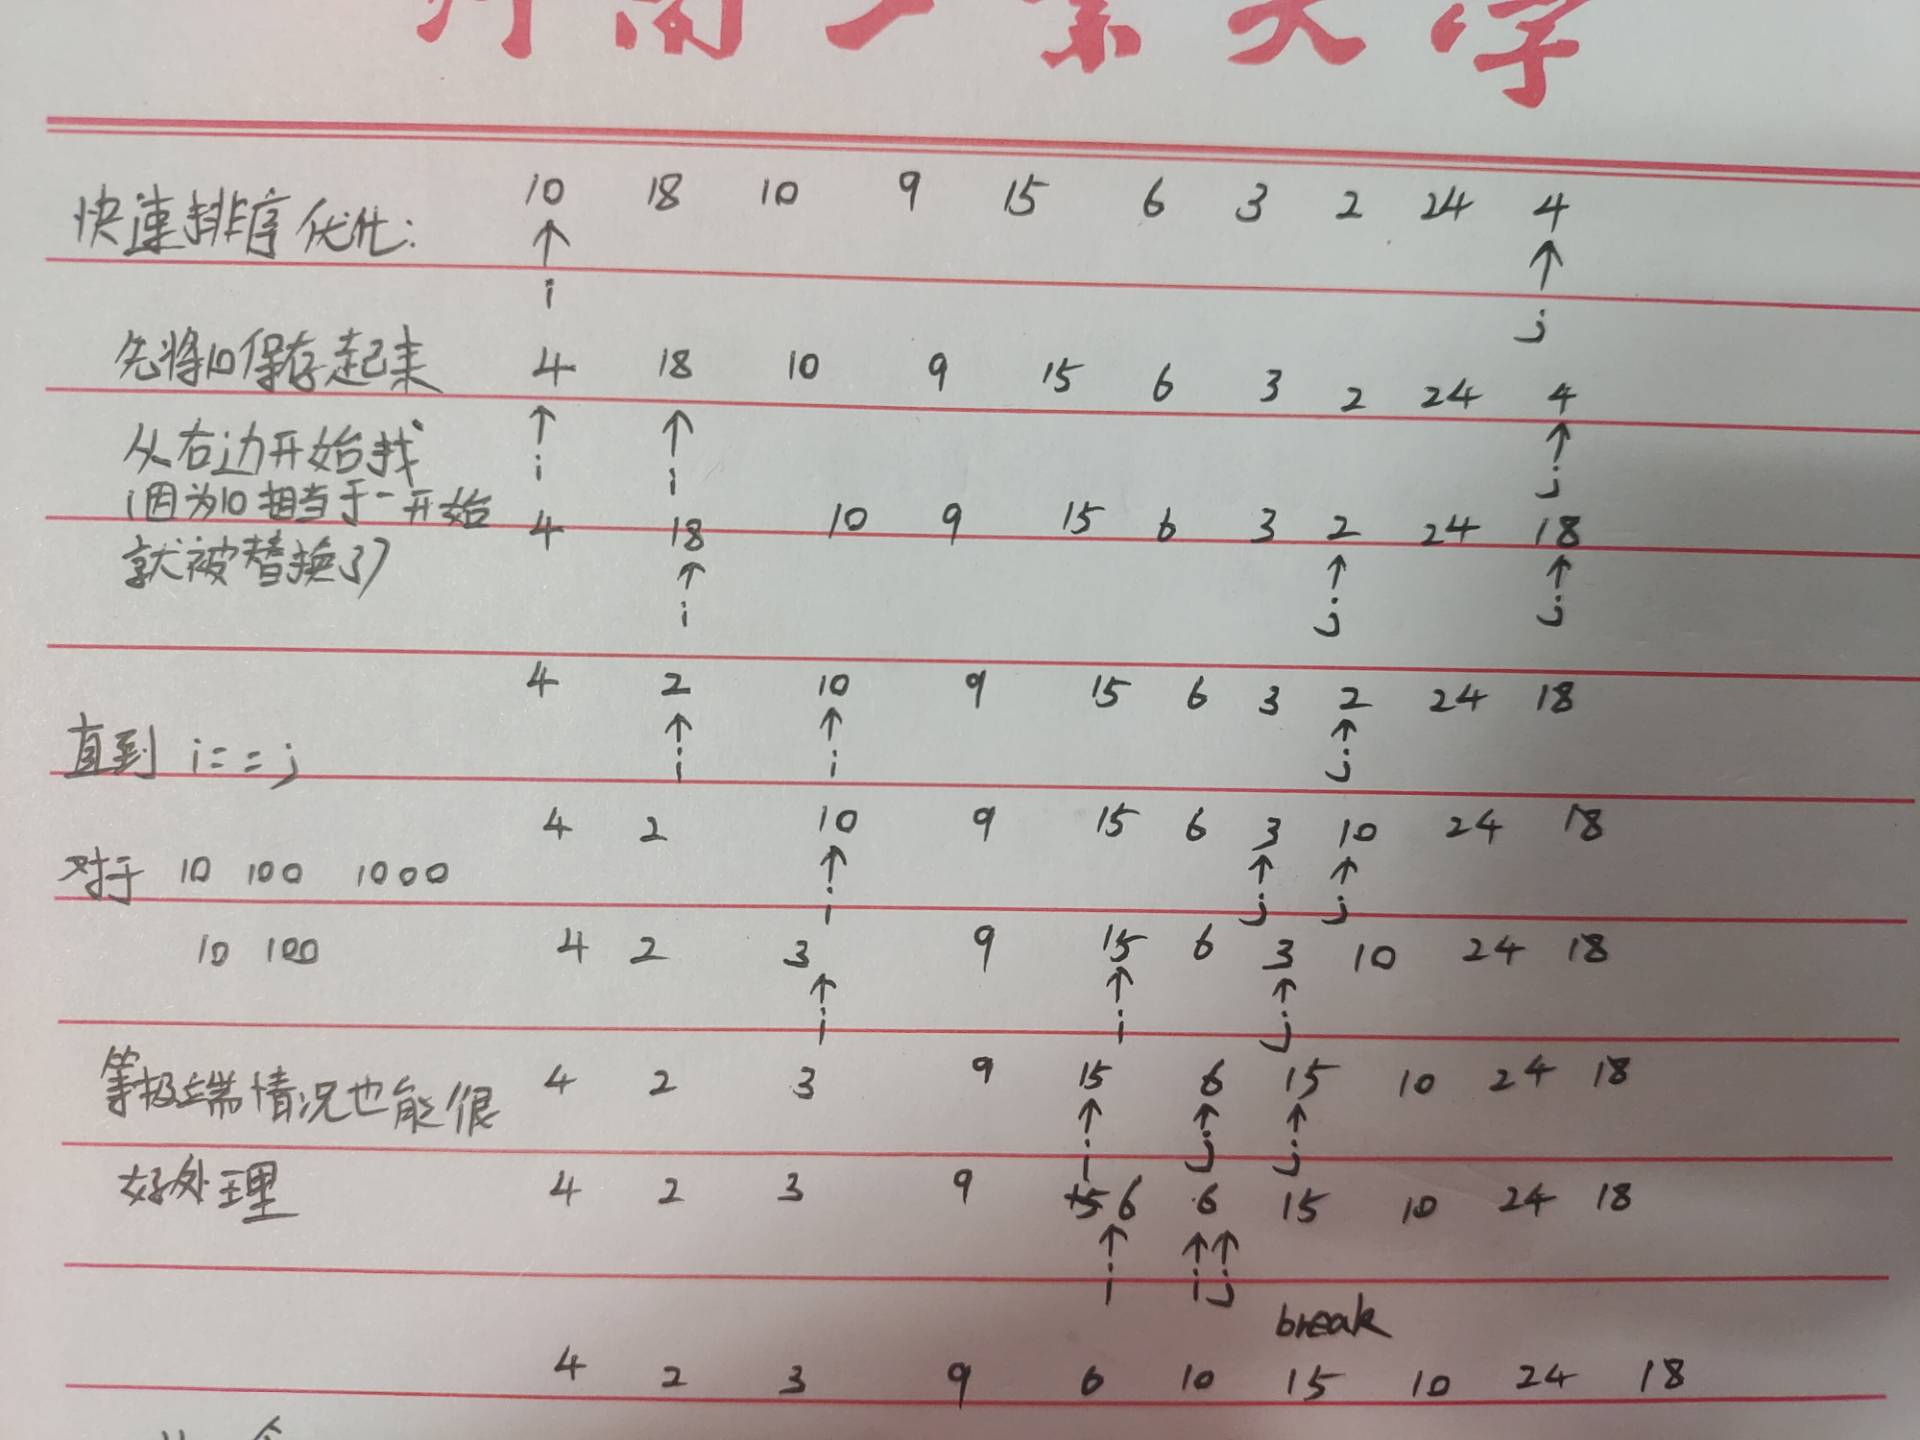 快速排序优化: 10 18 10 9 15 6 3 2 24 4
i j
先将10保存起来 4 18 10 9 15 6 3 2 24 4
从右边开始找 i i j
(因为10相当于一开始 4 18 10 9 15 6 3 2 24 18
就被替换了) i j j
4 2 10 9 15 6 3 2 24 18
直到 i==j i i j
4 2 10 9 15 6 3 10 24 18
对于 10 100 1000 i j j
10 100 4 2 3 9 15 6 3 10 24 18
i i j
等极端情况也能很 4 2 3 9 15 6 15 10 24 18
i j j
好处理 4 2 3 9 6 6 15 10 24 18
i i j
break
4 2 3 9 6 10 15 10 24 18